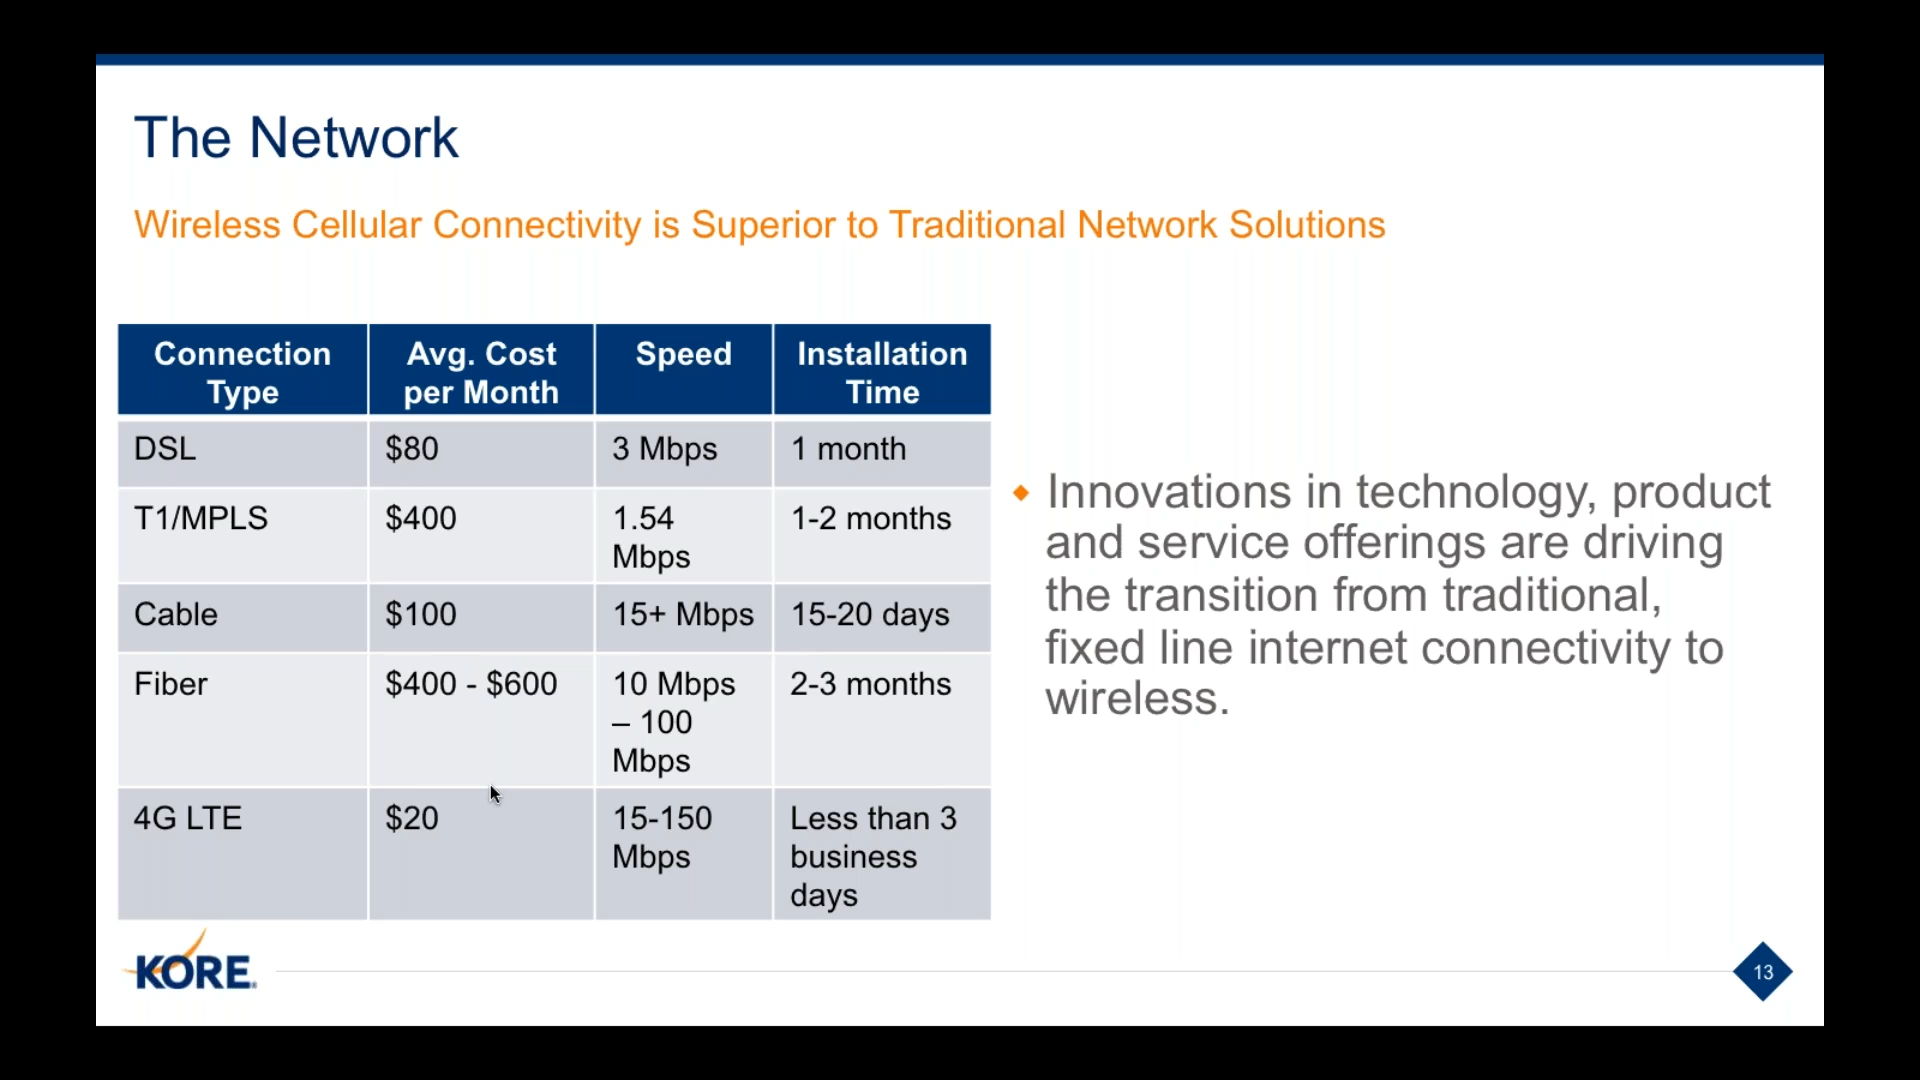 The Network
Wireless Cellular Connectivity is Superior to Traditional Network Solutions
Connection
Type
Avg. Cost
per Month
Speed
Installation
Time
DSL
$80
3 Mbps
1 month
T1/MPLS
$400
1.54
Mbps
1-2 months
Cable
$100
15+ Mbps
15-20 days
Fiber
$400 - $600
10 Mbps
– 100
Mbps
2-3 months
4G LTE
$20
15-150
Mbps
Less than 3
business
days
Innovations in technology, product
and service offerings are driving
the transition from traditional,
fixed line internet connectivity to
wireless.
KORE
13